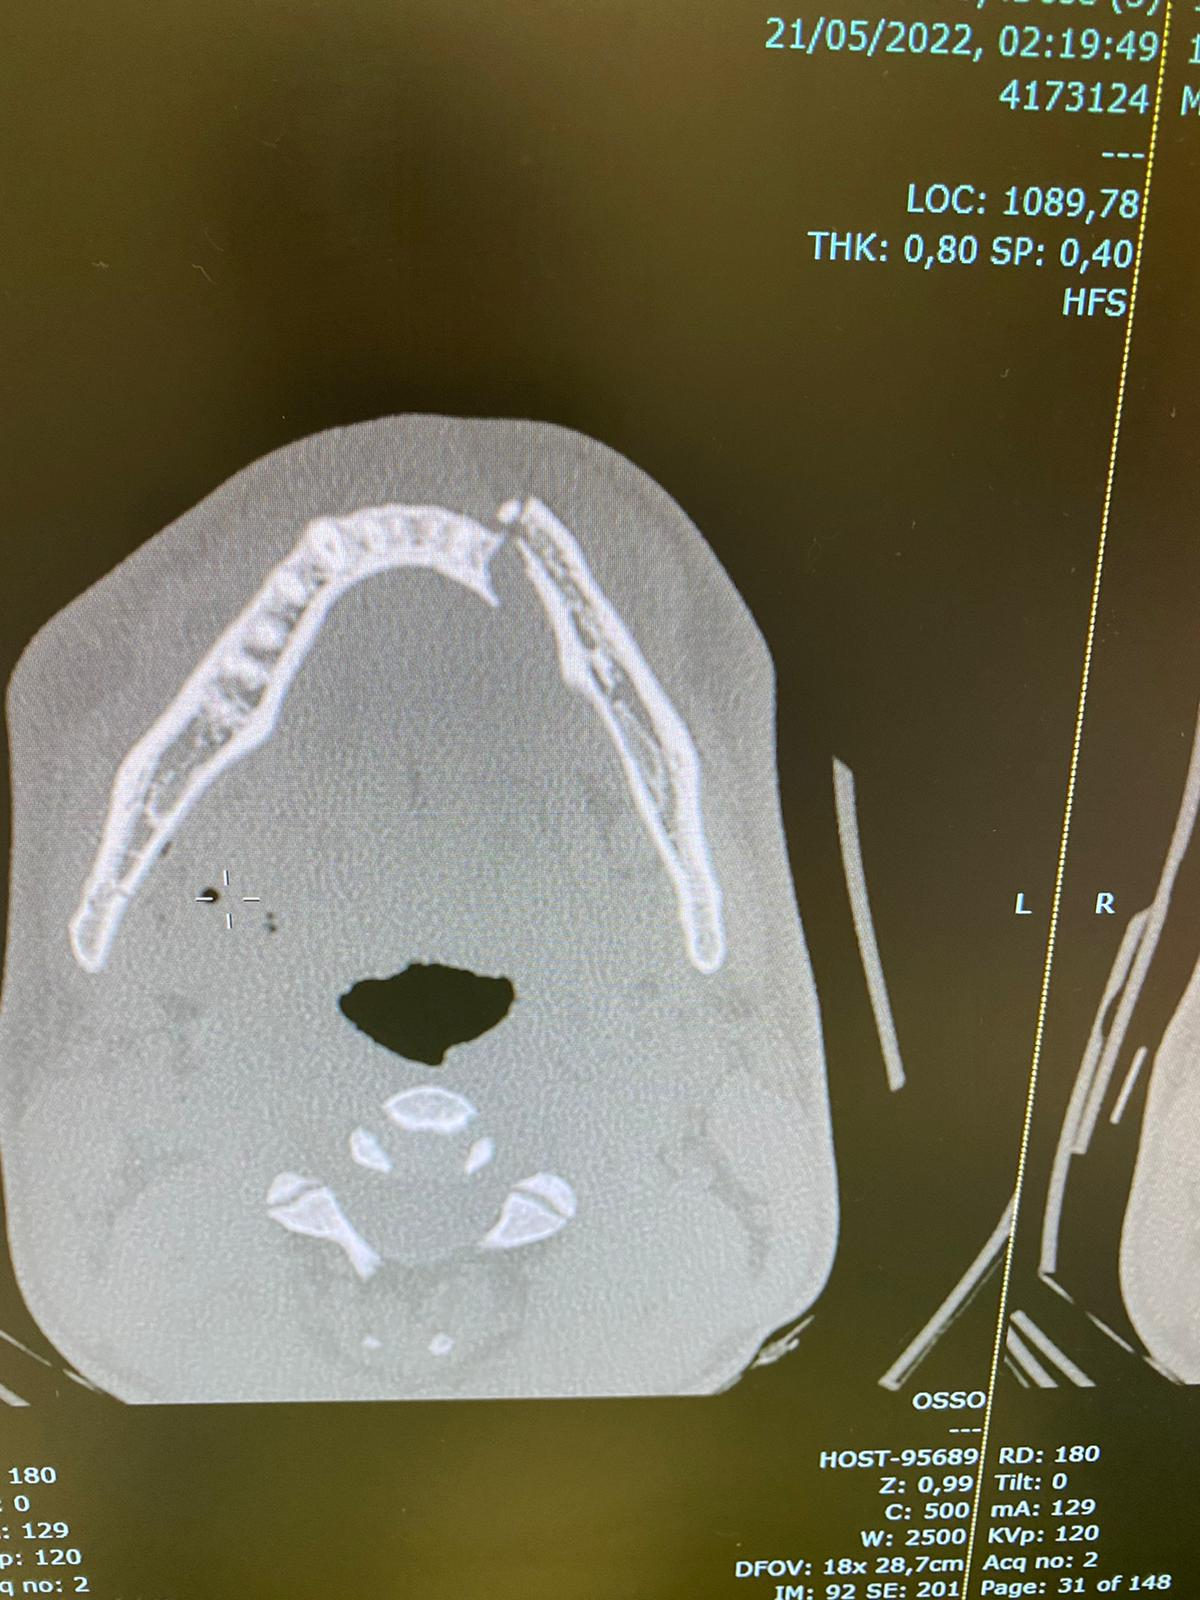 21/05/2022, 02:19:49
4173124
---
LOC: 1089,78
THK: 0,80 SP: 0,40
HFS
L
R
OSSO
---
HOST-95689
Z: 0,99
C: 500
W: 2500
DFOV: 18x 28,7cm
IM: 92 SE: 201
RD: 180
Tilt: 0
mA: 129
KVp: 120
Acq no: 2
Page: 31 of 148
180
: 0
: 129
p: 120
q no: 2